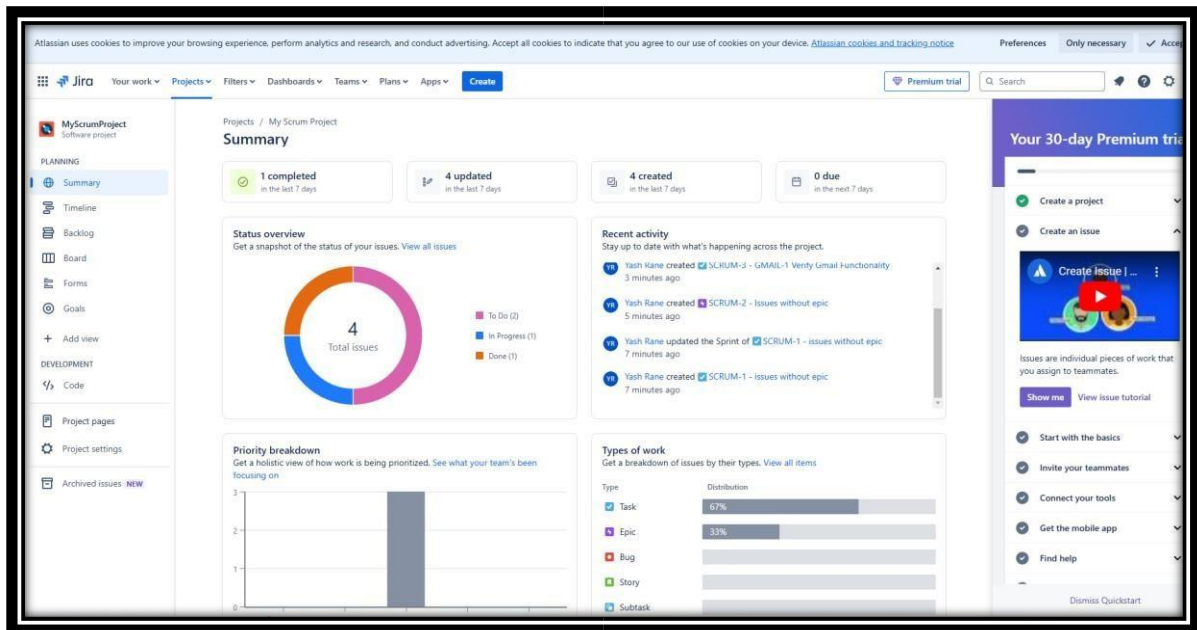 Atlassian uses cookies to improve your browsing experience, perform analytics and research, and conduct advertising. Accept all cookies to indicate that you agree to our use of cookies on your device. Atlassian cookies and tracking notice Preferences Only necessary Accep
Jira Your work Projects Filters Dashboards Teams Plans Apps Create Premium trial Search
MyScrumProject
Software project
PLANNING
Summary
Timeline
Backlog
Board
Forms
Goals
Add view
DEVELOPMENT
Code
Project pages
Project settings
Archived issues NEW
Projects / My Scrum Project
Summary
1 completed
in the last 7 days
4 updated
in the last 7 days
4 created
in the last 7 days
0 due
in the next 7 days
Status overview
Get a snapshot of the status of your issues. View all issues
4
Total issues
To Do (2)
In Progress (1)
Done (1)
Recent activity
Stay up to date with what's happening across the project.
YR Yash Rane created SCRUM-3 - GMAIL-1 Verify Gmail Functionality
3 minutes ago
YR Yash Rane created SCRUM-2 - Issues without epic
5 minutes ago
YR Yash Rane updated the Sprint of SCRUM-1 - issues without epic
7 minutes ago
YR Yash Rane created SCRUM-1 - issues without epic
7 minutes ago
Priority breakdown
Get a holistic view of how work is being prioritized. See what your team's been
focusing on
3
2
1
0
Types of work
Get a breakdown of issues by their types. View all items
Type Distribution
Task 67%
Epic 33%
Bug
Story
Subtask
Your 30-day Premium tria
Create a project
Create an issue
Create Issue | ...
Issues are individual pieces of work that
you assign to teammates.
Show me View issue tutorial
Start with the basics
Invite your teammates
Connect your tools
Get the mobile app
Find help
Dismiss Quickstart